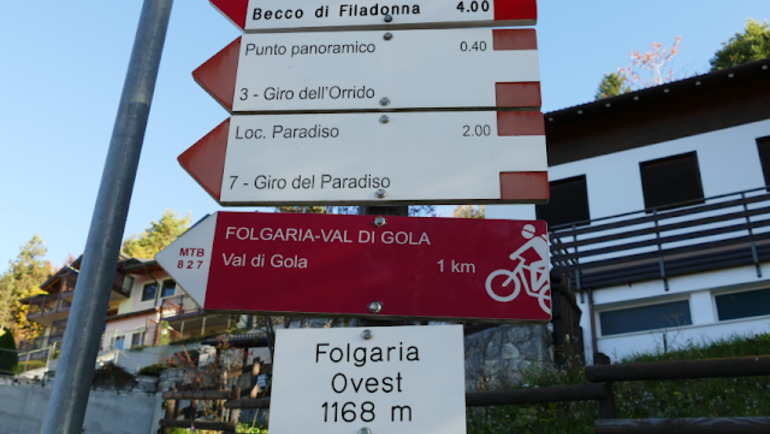 Becco di Filadonna 4.00
Punto panoramico 0.40
3 - Giro dell'Orrido
Loc. Paradiso 2.00
7 - Giro del Paradiso
MTB
827
FOLGARIA-VAL DI GOLA
Val di Gola 1 km
Folgaria
Ovest
1168 m